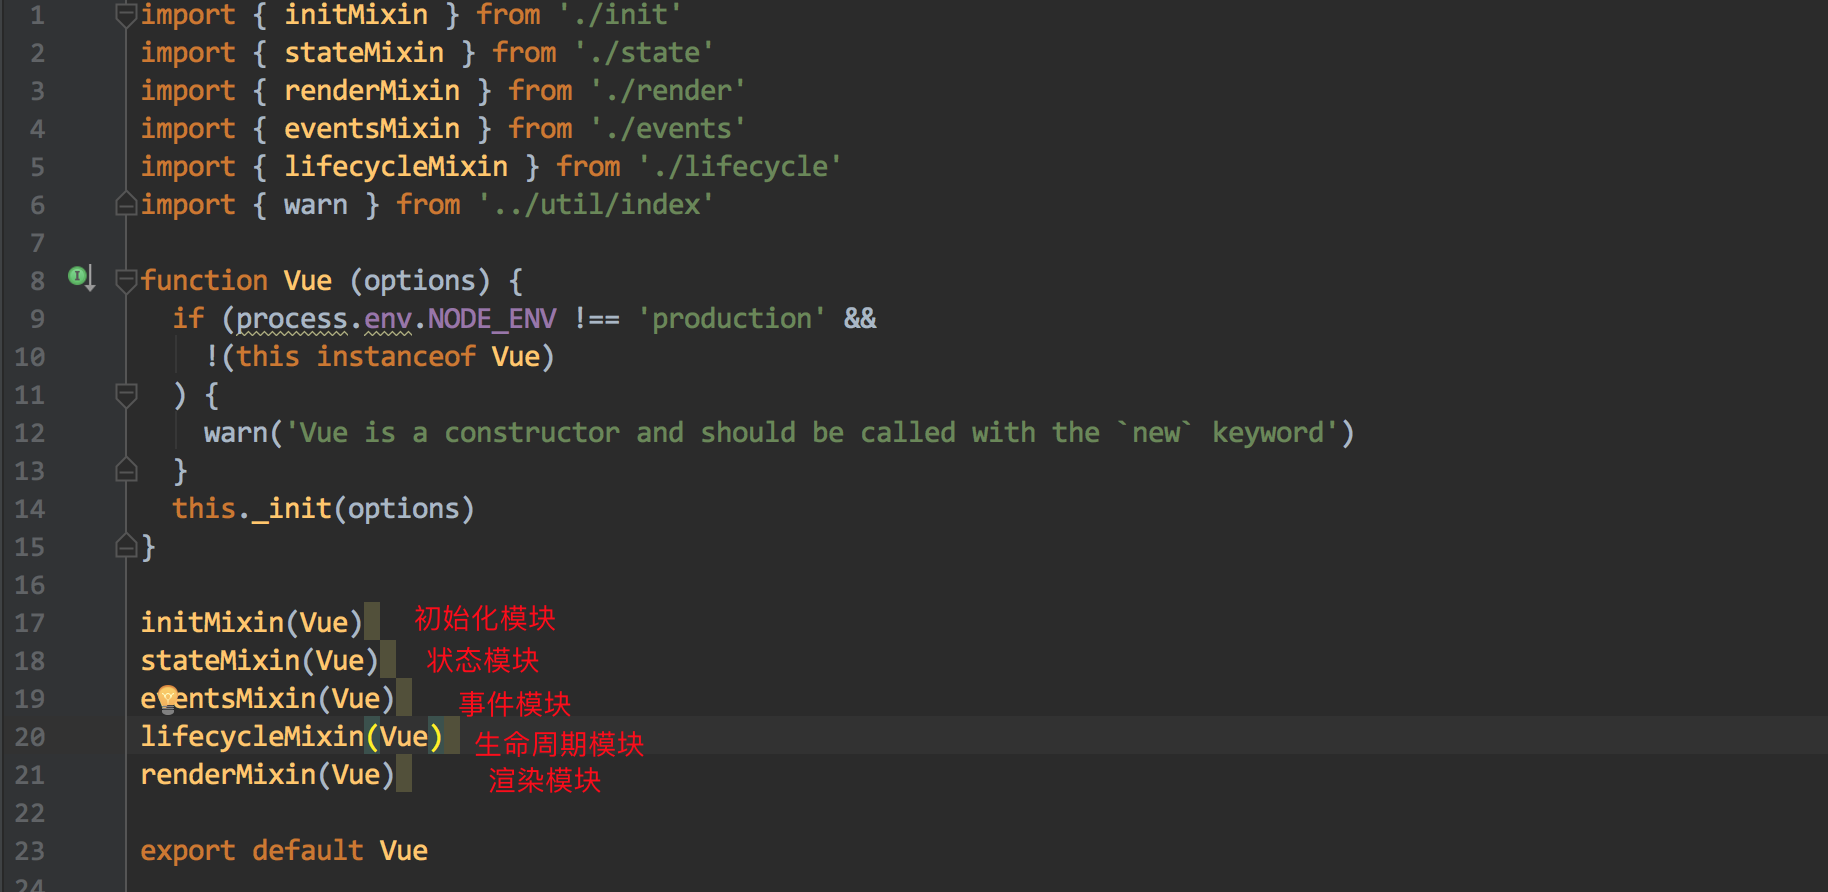 1 import { initMixin } from './init'
2 import { stateMixin } from './state'
3 import { renderMixin } from './render'
4 import { eventsMixin } from './events'
5 import { lifecycleMixin } from './lifecycle'
6 import { warn } from '../util/index'
7
8 function Vue (options) {
9 if (process.env.NODE_ENV !== 'production' &&
10 !(this instanceof Vue)
11 ) {
12 warn('Vue is a constructor and should be called with the `new` keyword')
13 }
14 this._init(options)
15 }
16
17 initMixin(Vue) 初始化模块
18 stateMixin(Vue) 状态模块
19 eventsMixin(Vue) 事件模块
20 lifecycleMixin(Vue) 生命周期模块
21 renderMixin(Vue) 渲染模块
22
23 export default Vue
24